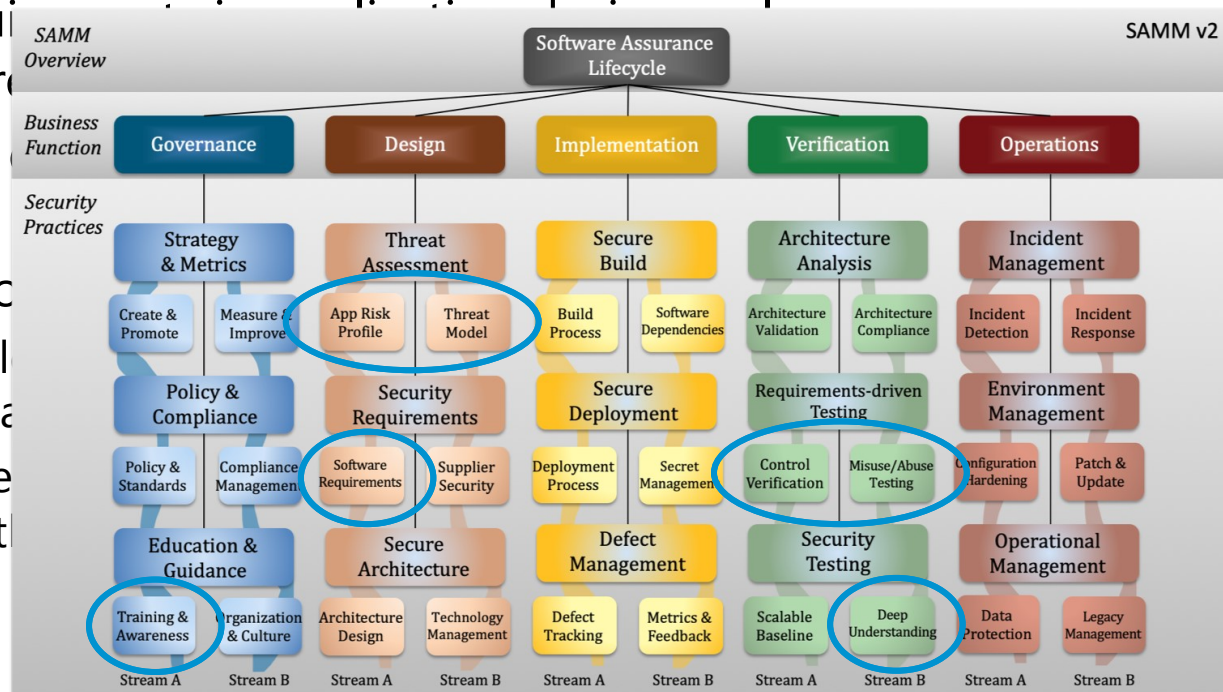 SAMM
Overview
Software Assurance
Lifecycle
SAMM v2
Business
Function
Governance
Design
Implementation
Verification
Operations
Security
Practices
Strategy
& Metrics
Threat
Assessment
Secure
Build
Architecture
Analysis
Incident
Management
Create &
Promote
Measure &
Improve
App Risk
Profile
Threat
Model
Build
Process
Software
Dependencies
Architecture
Validation
Architecture
Compliance
Incident
Detection
Incident
Response
Policy &
Compliance
Security
Requirements
Secure
Deployment
Requirements-driven
Testing
Environment
Management
Policy &
Standards
Compliance
Management
Software
Requirements
Supplier
Security
Deployment
Process
Secret
Management
Control
Verification
Misuse/Abuse
Testing
Configuration
Hardening
Patch &
Update
Education &
Guidance
Secure
Architecture
Defect
Management
Security
Testing
Operational
Management
Training &
Awareness
Organization
& Culture
Architecture
Design
Technology
Management
Defect
Tracking
Metrics &
Feedback
Scalable
Baseline
Deep
Understanding
Data
Protection
Legacy
Management
Stream A
Stream B
Stream A
Stream B
Stream A
Stream B
Stream A
Stream B
Stream A
Stream B